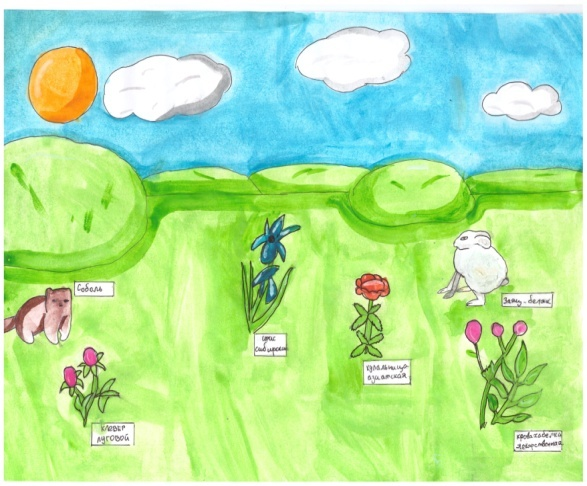 Соболь
Заяц-беляк
ирис
сибирский
купальница
азиатская
клевер
луговой
кровохлебка
лекарственная